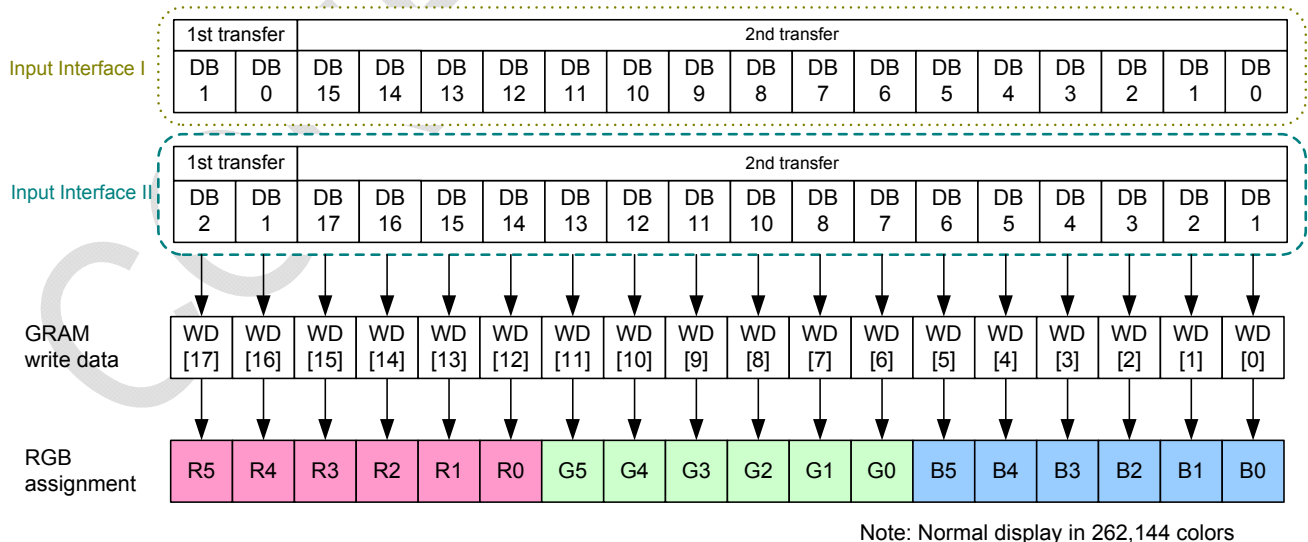 1st transfer 2nd transfer
Input Interface I
DB 1 DB 0 DB 15 DB 14 DB 13 DB 12 DB 11 DB 10 DB 9 DB 8 DB 7 DB 6 DB 5 DB 4 DB 3 DB 2 DB 1 DB 0
1st transfer 2nd transfer
Input Interface II
DB 2 DB 1 DB 17 DB 16 DB 15 DB 14 DB 13 DB 12 DB 11 DB 10 DB 8 DB 7 DB 6 DB 5 DB 4 DB 3 DB 2 DB 1
GRAM write data
WD [17] WD [16] WD [15] WD [14] WD [13] WD [12] WD [11] WD [10] WD [9] WD [8] WD [7] WD [6] WD [5] WD [4] WD [3] WD [2] WD [1] WD [0]
RGB assignment
R5 R4 R3 R2 R1 R0 G5 G4 G3 G2 G1 G0 B5 B4 B3 B2 B1 B0
Note: Normal display in 262,144 colors